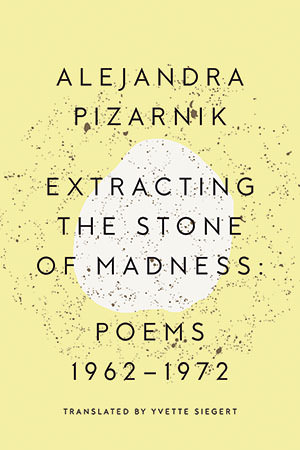 ALEJANDRA
PIZARNIK
EXTRACTING
THE STONE
OF MADNESS:
POEMS
1962–1972
TRANSLATED BY YVETTE SIEGERT